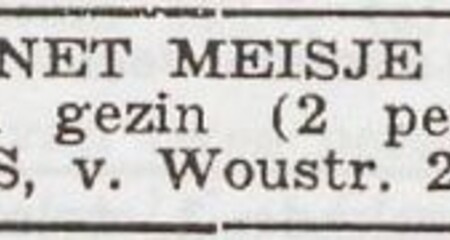 NET MEISJE
gezin (2 pe
S, v. Woustr. 2